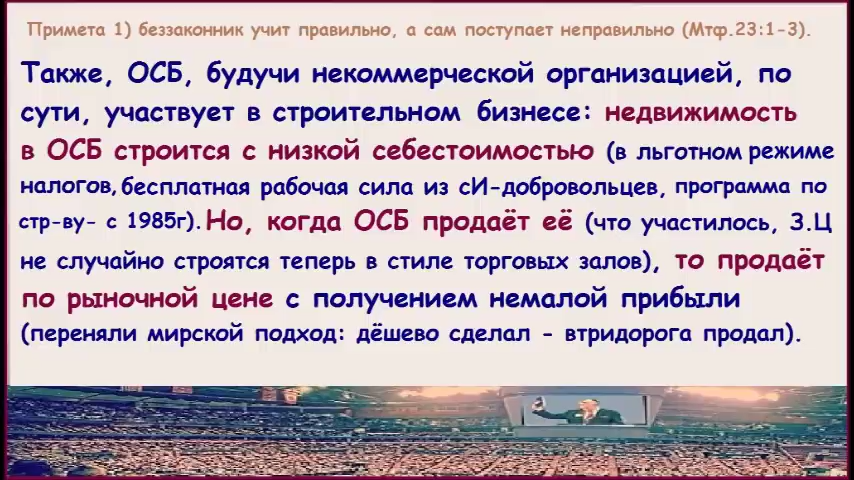 Примета 1) беззаконник учит правильно, а сам поступает неправильно (Мтф.23:1-3).
Также, ОСБ, будучи некоммерческой организацией, по
сути, участвует в строительном бизнесе: недвижимость
в ОСБ строится с низкой себестоимостью (в льготном режиме
налогов, бесплатная рабочая сила из сИ-добровольцев, программа по
стр-ву- с 1985г). Но, когда ОСБ продаёт её (что участилось, З.Ц
не случайно строятся теперь в стиле торговых залов), то продаёт
по рыночной цене с получением немалой прибыли
(переняли мирской подход: дёшево сделал - втридорога продал).